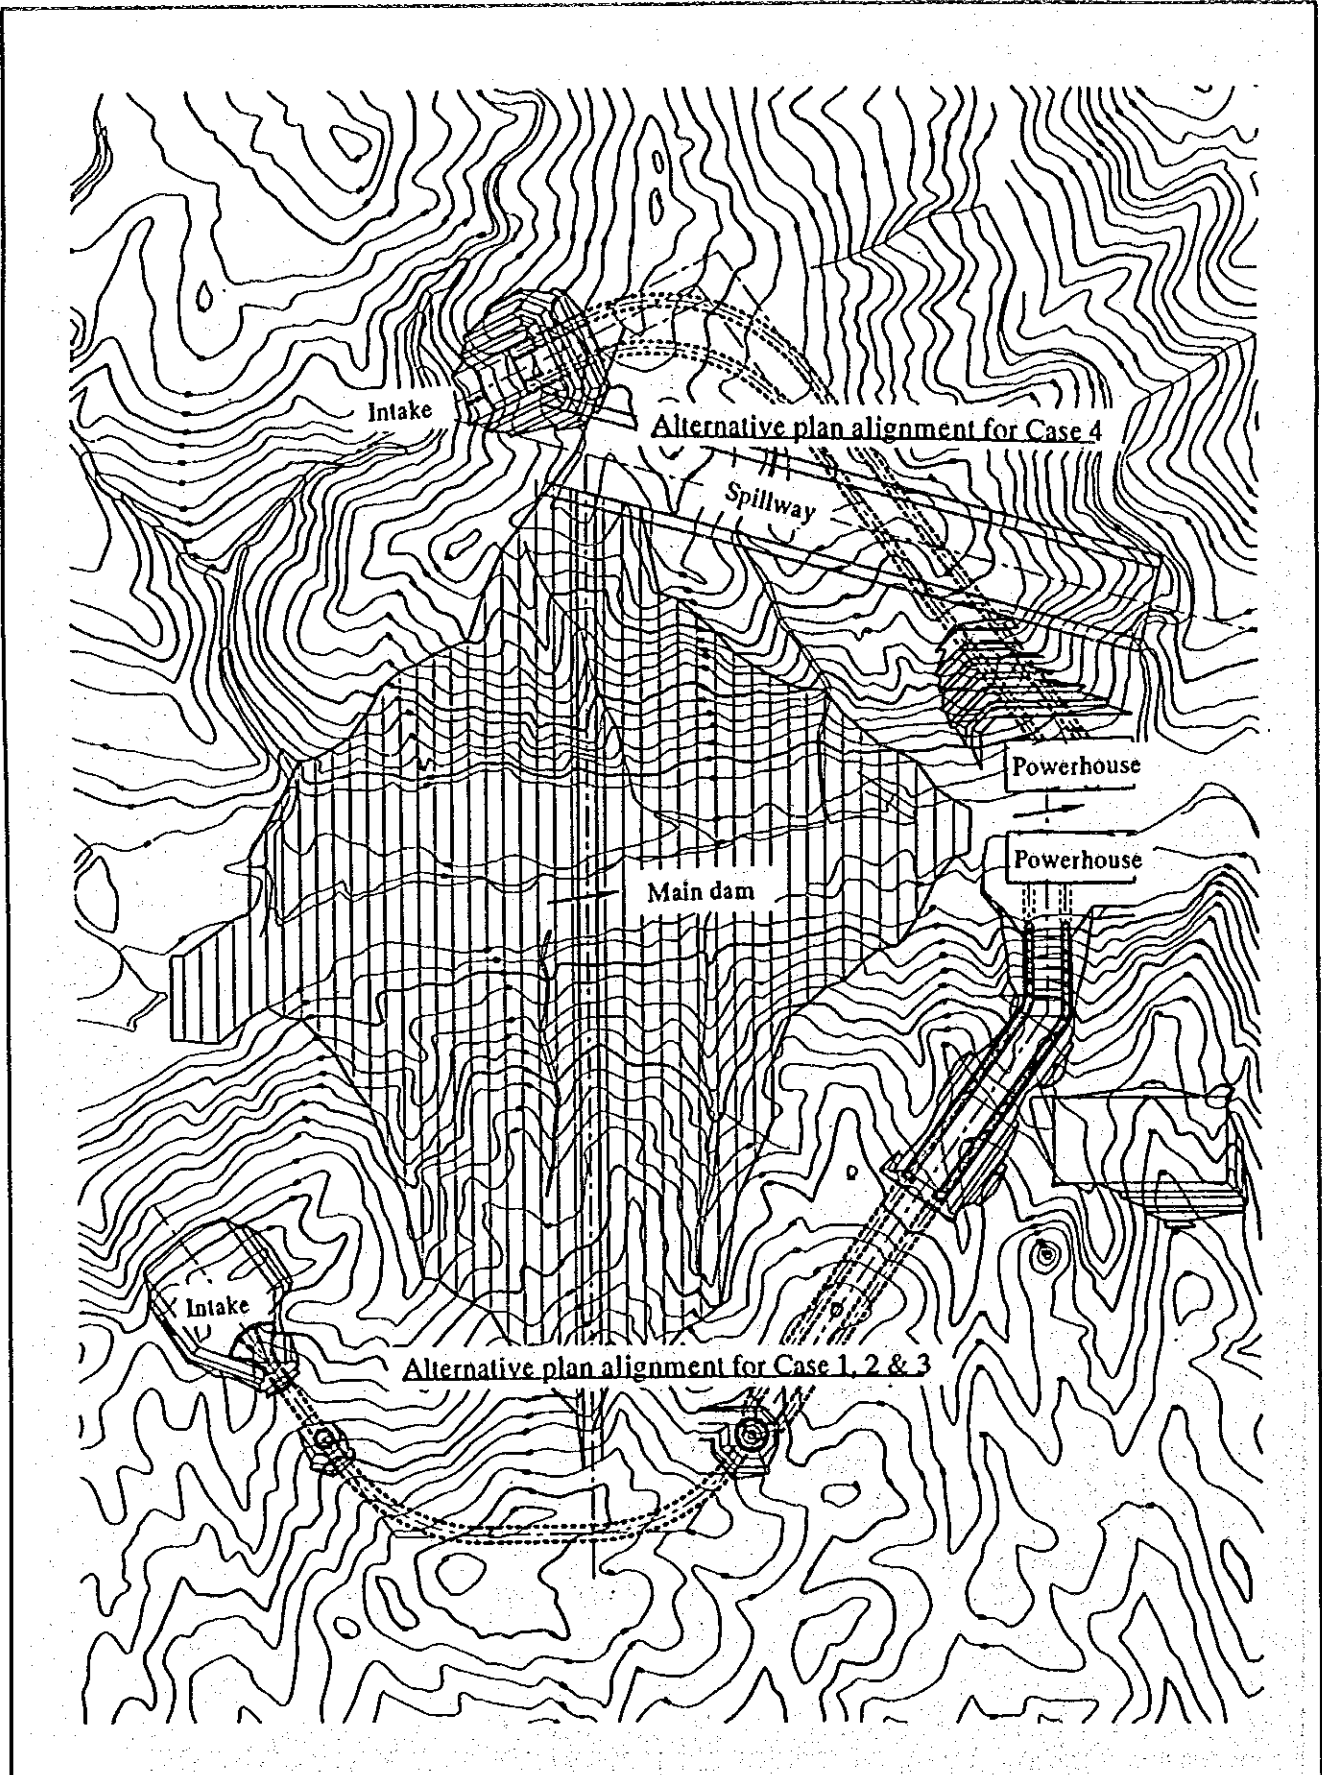 Intake
Alternative plan alignment for Case 4
Spillway
Powerhouse
Powerhouse
Main dam
Intake
Alternative plan alignment for Case 1, 2 & 3